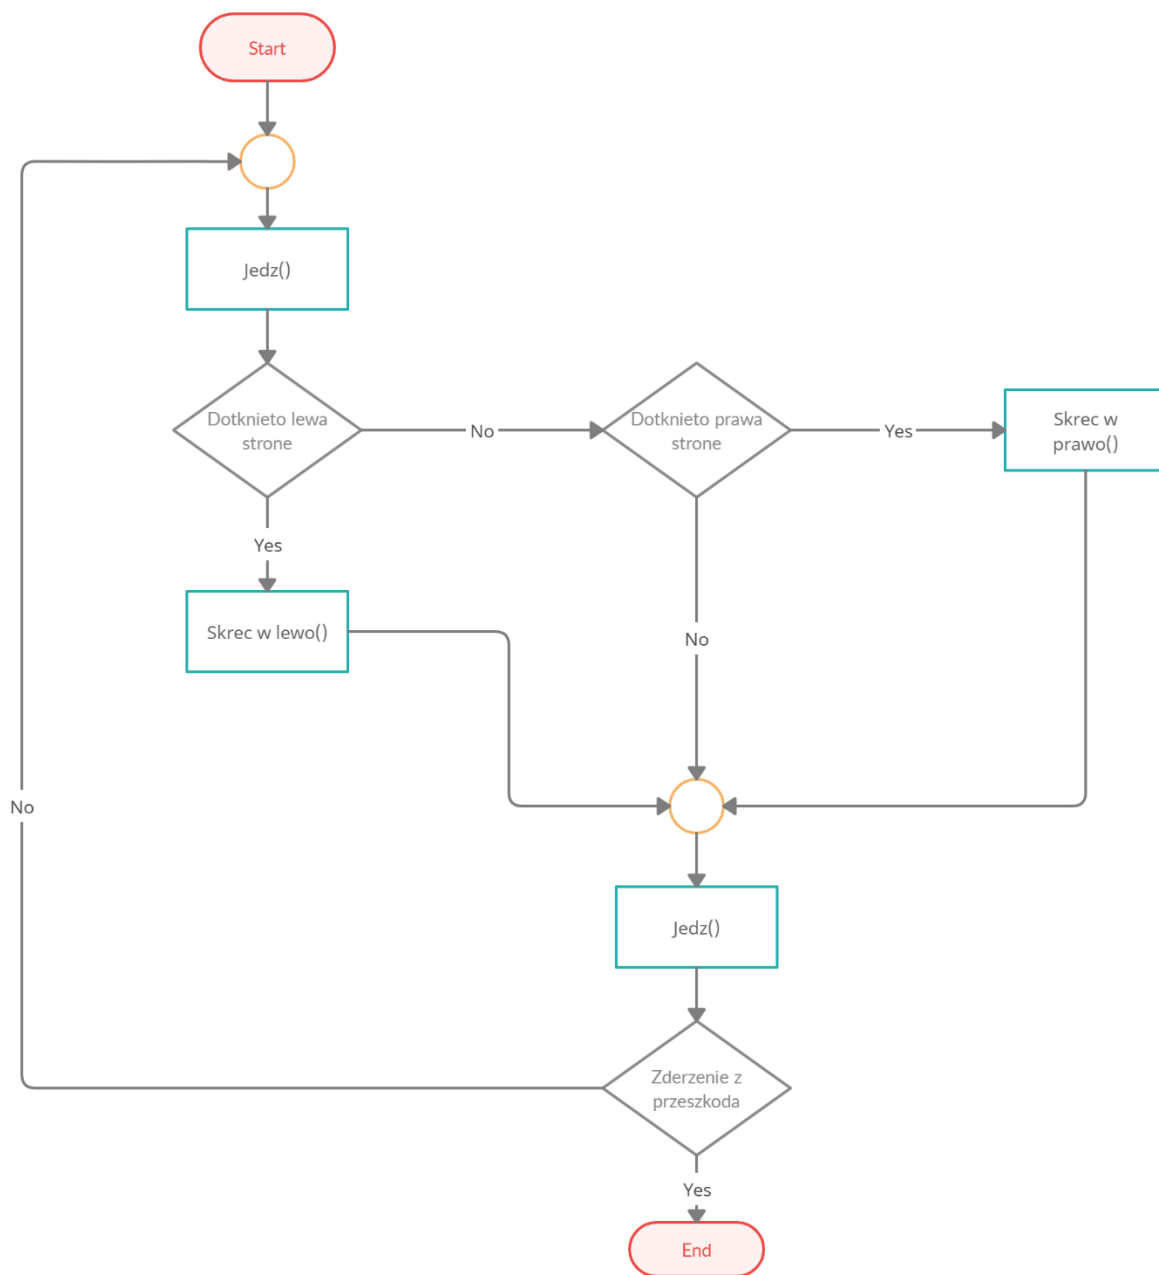 Start
Jedz()
Dotknieto lewa
strone
No
Dotknieto prawa
strone
Yes
Skrec w
prawo()
Yes
Skrec w lewo()
No
No
Jedz()
Zderzenie z
przeszkoda
Yes
End